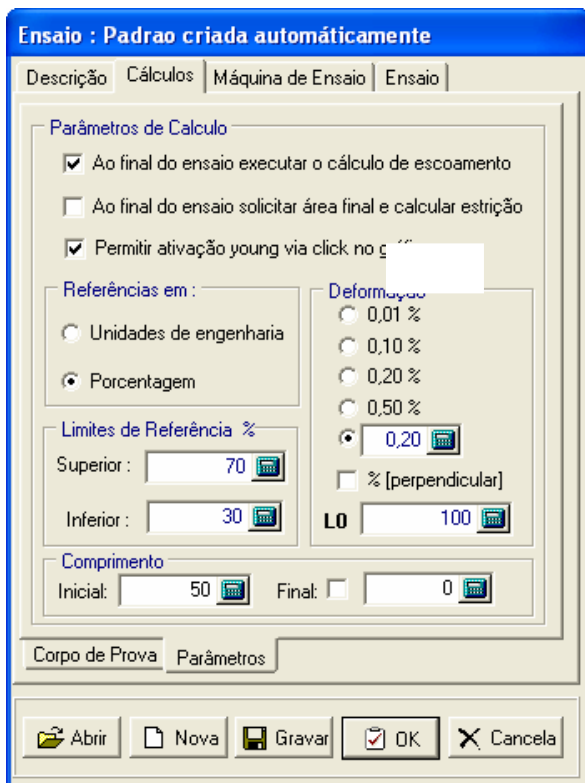 Ensaio : Padrao criada automáticamente
Descrição Cálculos Máquina de Ensaio Ensaio
Parâmetros de Calculo
Ao final do ensaio executar o cálculo de escoamento
Ao final do ensaio solicitar área final e calcular estrição
Permitir ativação young via click no
Referências em :
Unidades de engenharia
Porcentagem
Deformação
0,01 %
0,10 %
0,20 %
0,50 %
0,20
% [perpendicular]
L0 100
Limites de Referência %
Superior : 70
Inferior : 30
Comprimento
Inicial: 50 Final: 0
Corpo de Prova Parâmetros
Abrir Nova Gravar OK Cancela